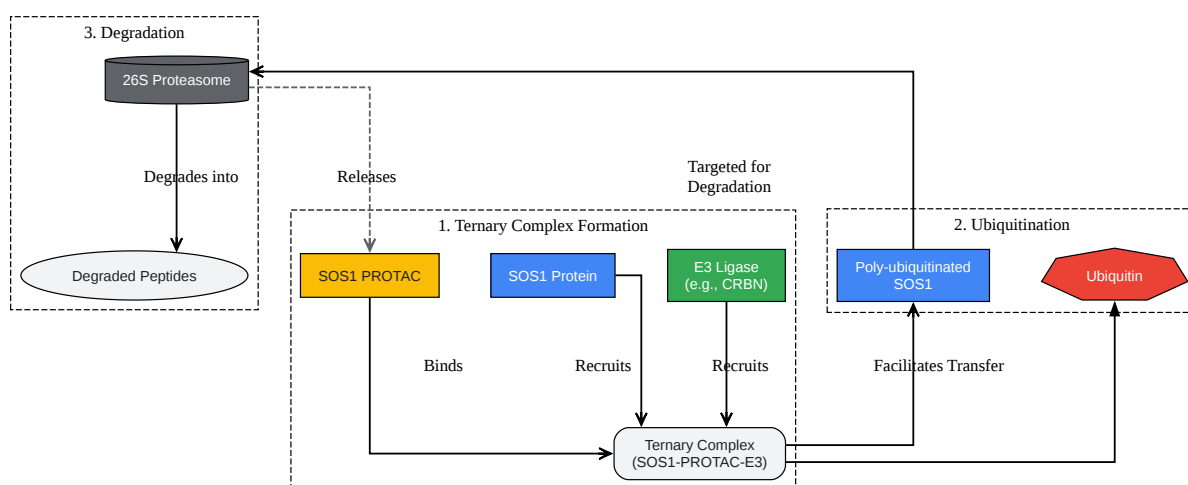 3. Degradation
26S Proteasome
Degrades into
Releases
Targeted for
Degradation
Degraded Peptides
1. Ternary Complex Formation
SOS1 PROTAC
SOS1 Protein
E3 Ligase
(e.g., CRBN)
2. Ubiquitination
Poly-ubiquitinated
SOS1
Ubiquitin
Binds
Recruits
Recruits
Facilitates Transfer
Ternary Complex
(SOS1-PROTAC-E3)